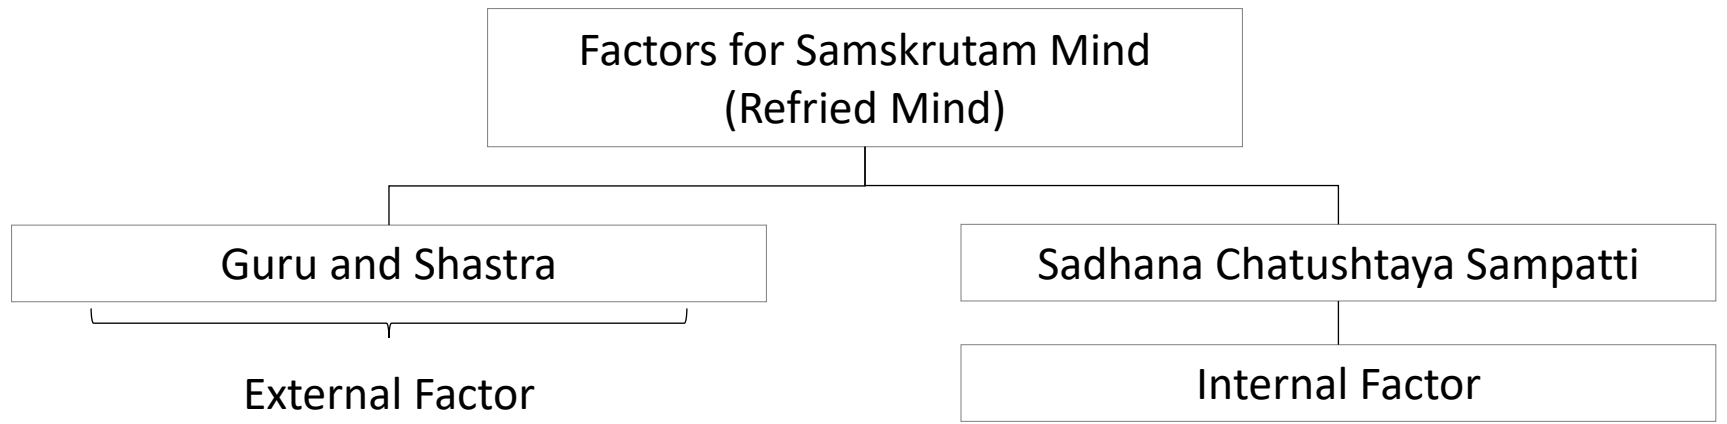 Factors for Samskrutam Mind
(Refried Mind)
Guru and Shastra
Sadhana Chatushtaya Sampatti
External Factor
Internal Factor